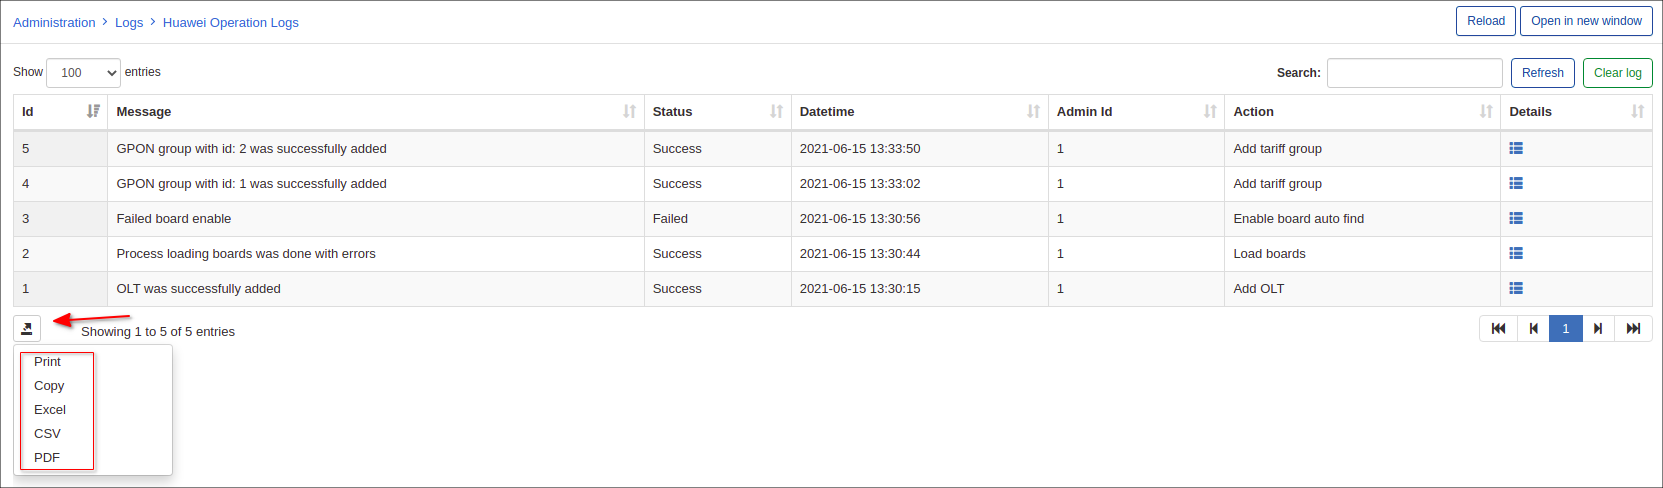 Administration > Logs > Huawei Operation Logs Reload Open in new window
Show 100 entries Search: Refresh Clear log
Id Message Status Datetime Admin Id Action Details
5 GPON group with id: 2 was successfully added Success 2021-06-15 13:33:50 1 Add tariff group
4 GPON group with id: 1 was successfully added Success 2021-06-15 13:33:02 1 Add tariff group
3 Failed board enable Failed 2021-06-15 13:30:56 1 Enable board auto find
2 Process loading boards was done with errors Success 2021-06-15 13:30:44 1 Load boards
1 OLT was successfully added Success 2021-06-15 13:30:15 1 Add OLT
Showing 1 to 5 of 5 entries 1
Print
Copy
Excel
CSV
PDF